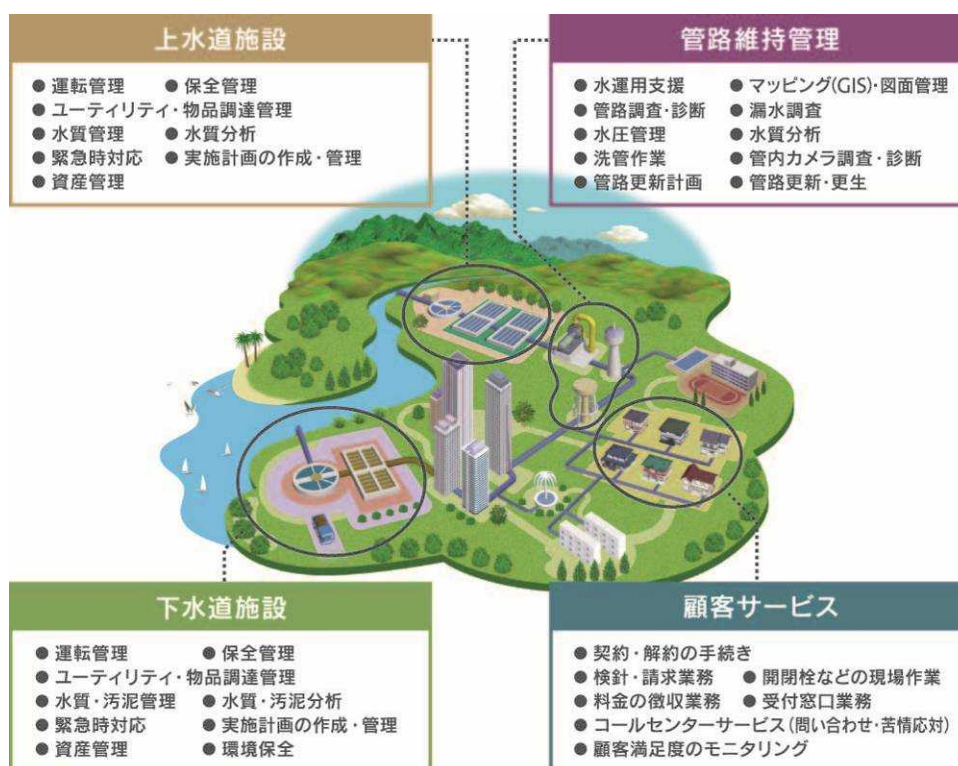 上水道施設
● 運転管理 ● 保全管理
● ユーティリティ・物品調達管理
● 水質管理 ● 水質分析
● 緊急時対応 ● 実施計画の作成・管理
● 資産管理
管路維持管理
● 水運用支援 ● マッピング(GIS)・図面管理
● 管路調査・診断 ● 漏水調査
● 水圧管理 ● 水質分析
● 洗管作業 ● 管内カメラ調査・診断
● 管路更新計画 ● 管路更新・更生
下水道施設
● 運転管理 ● 保全管理
● ユーティリティ・物品調達管理
● 水質・汚泥管理 ● 水質・汚泥分析
● 緊急時対応 ● 実施計画の作成・管理
● 資産管理 ● 環境保全
顧客サービス
● 契約・解約の手続き
● 検針・請求業務 ● 開閉栓などの現場作業
● 料金の徴収業務 ● 受付窓口業務
● コールセンターサービス(問い合わせ・苦情応対)
● 顧客満足度のモニタリング